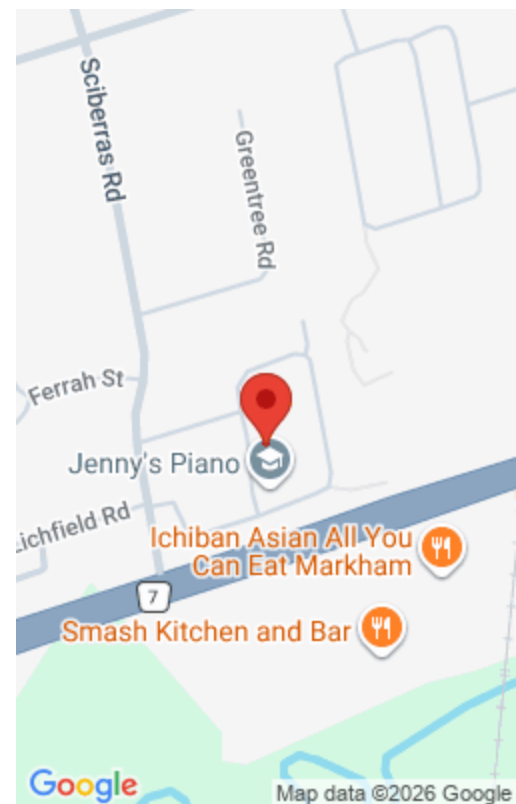 Sciberras Rd
Greentree Rd
Ferrah St
Jenny's Piano
Lichfield Rd
Ichiban Asian All You
Can Eat Markham
7
Smash Kitchen and Bar
Google
Map data ©2026 Google